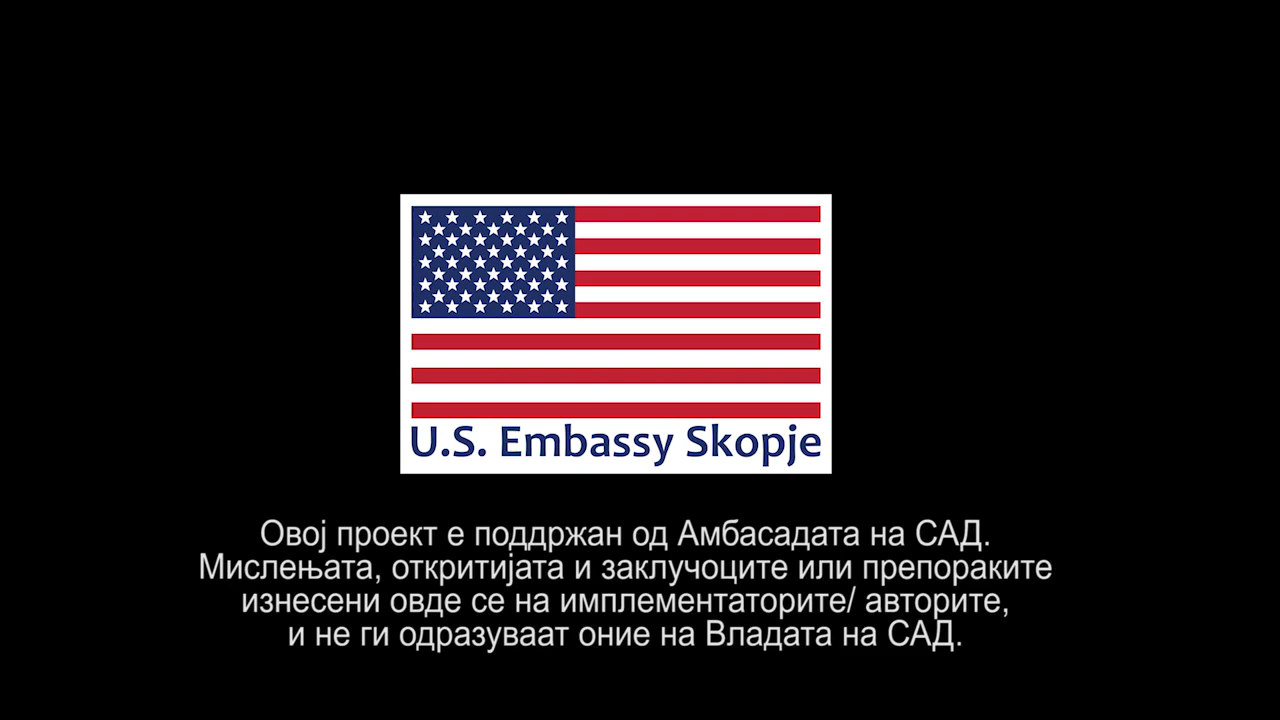 U.S. Embassy Skopje
Овој проект е поддржан од Амбасадата на САД.
Мислењата, откритијата и заклучоците или препораките
изнесени овде се на имплементаторите/ авторите,
и не ги одразуваат оние на Владата на САД.